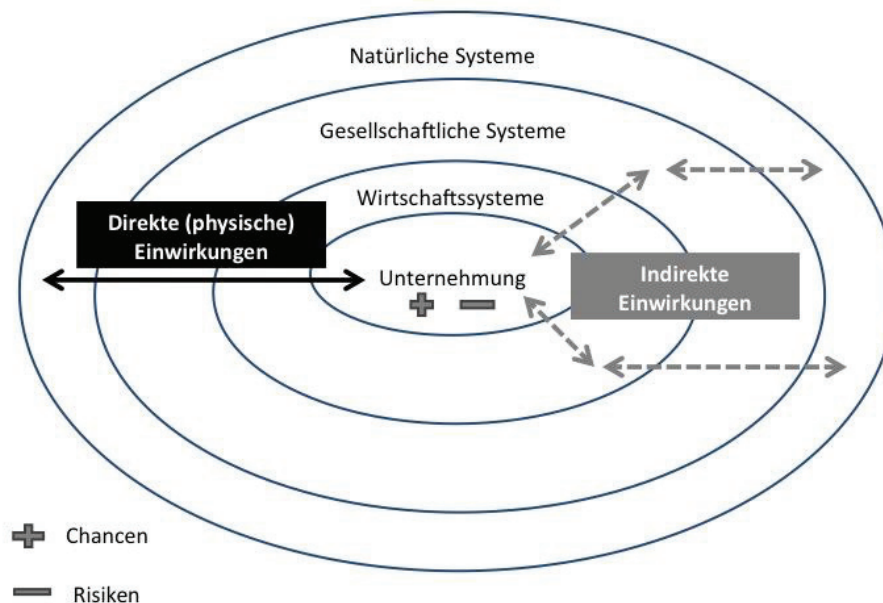 Natürliche Systeme
Gesellschaftliche Systeme
Wirtschaftssysteme
Direkte (physische)
Einwirkungen
Unternehmung
Indirekte
Einwirkungen
Chancen
Risiken